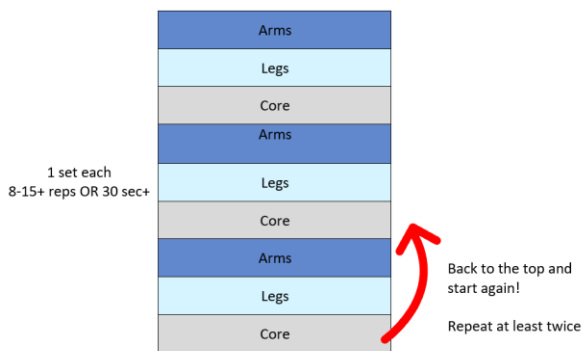 Arms
Legs
Core
Arms
Legs
Core
Arms
Legs
Core
1 set each
8-15+ reps OR 30 sec+
Back to the top and
start again!
Repeat at least twice